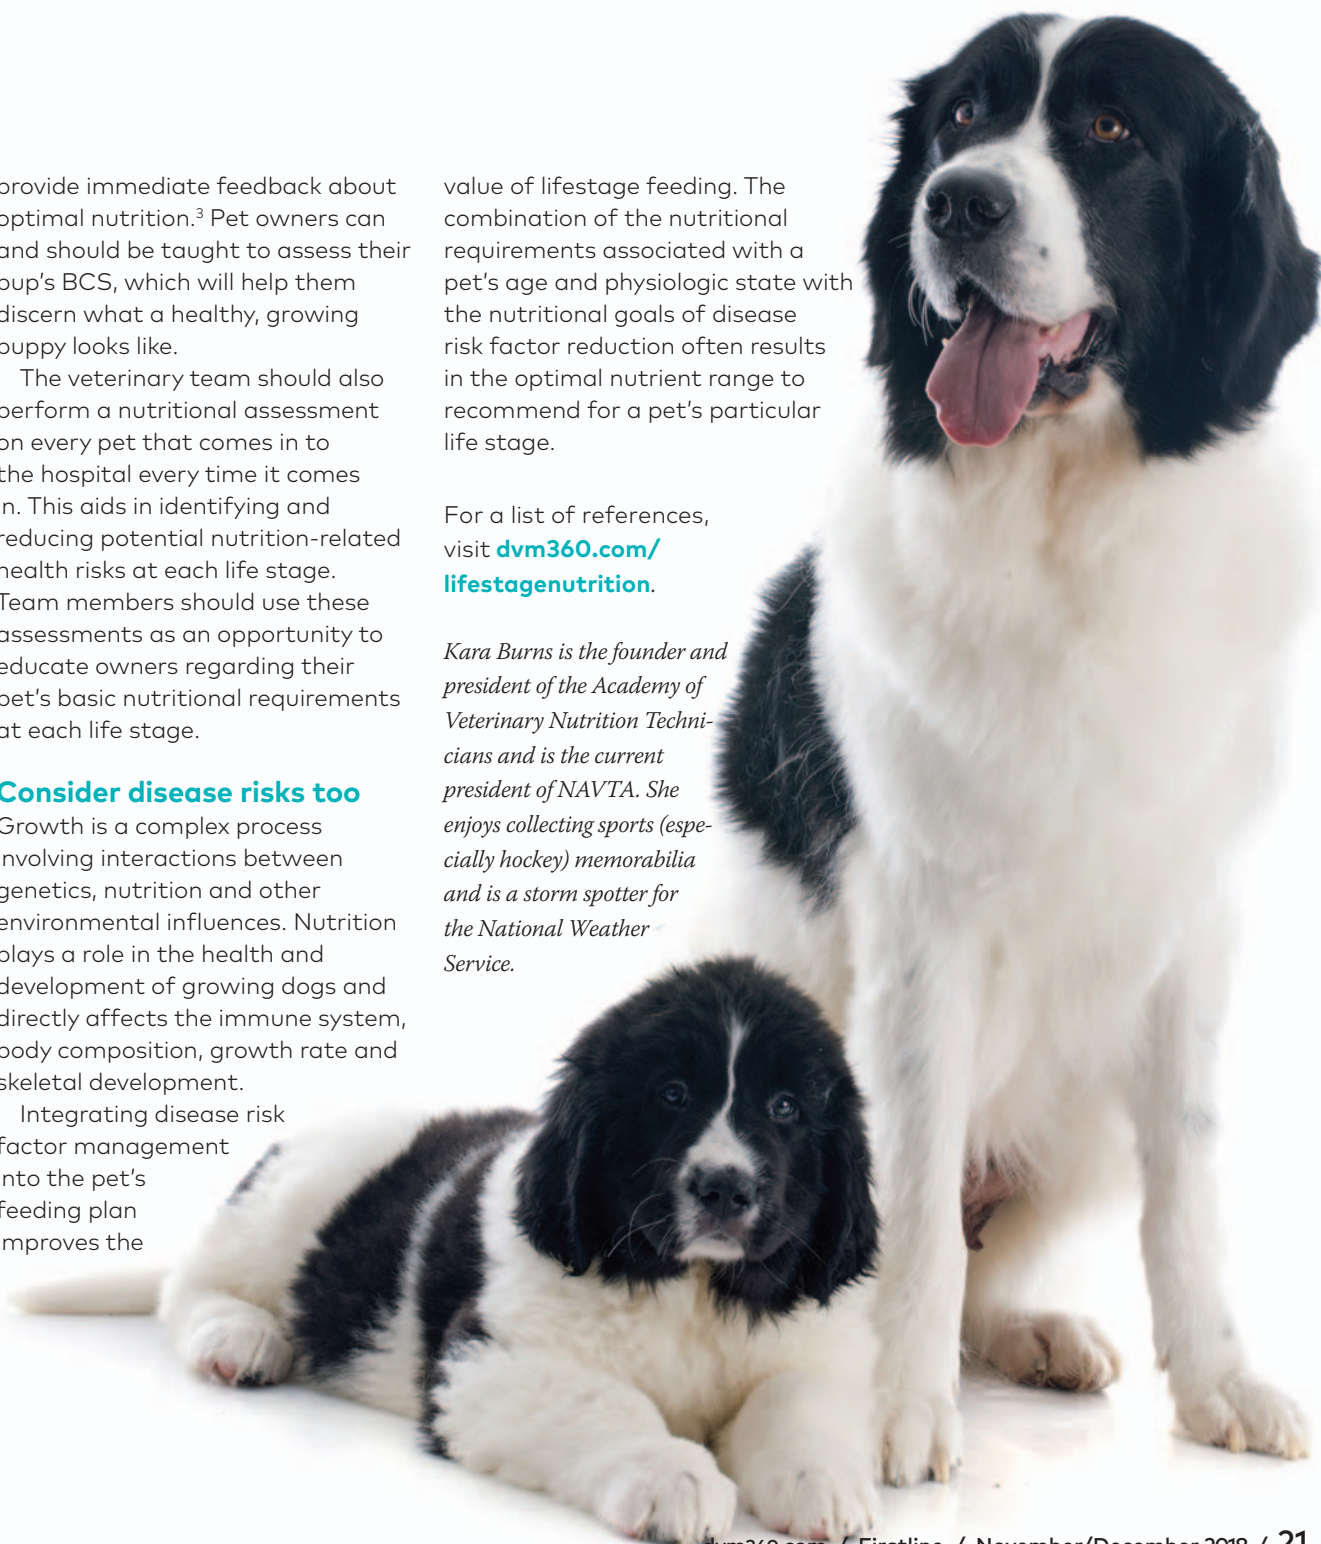 provide immediate feedback about
optimal nutrition.³ Pet owners can
and should be taught to assess their
pup's BCS, which will help them
discern what a healthy, growing
puppy looks like.
The veterinary team should also
perform a nutritional assessment
on every pet that comes in to
the hospital every time it comes
n. This aids in identifying and
reducing potential nutrition-related
health risks at each life stage.
Team members should use these
assessments as an opportunity to
educate owners regarding their
pet's basic nutritional requirements
at each life stage.
Consider disease risks too
Growth is a complex process
nvolving interactions between
genetics, nutrition and other
environmental influences. Nutrition
plays a role in the health and
development of growing dogs and
directly affects the immune system,
body composition, growth rate and
skeletal development.
Integrating disease risk
factor management
nto the pet's
feeding plan
mproves the
value of lifestage feeding. The
combination of the nutritional
requirements associated with a
pet's age and physiologic state with
the nutritional goals of disease
risk factor reduction often results
in the optimal nutrient range to
recommend for a pet's particular
life stage.
For a list of references,
visit dvm360.com/
lifestagenutrition.
Kara Burns is the founder and
president of the Academy of
Veterinary Nutrition Techni-
cians and is the current
president of NAVTA. She
enjoys collecting sports (espe-
cially hockey) memorabilia
and is a storm spotter for
the National Weather
Service.
dvm360.com / Firstline / November/December 2018 / 21